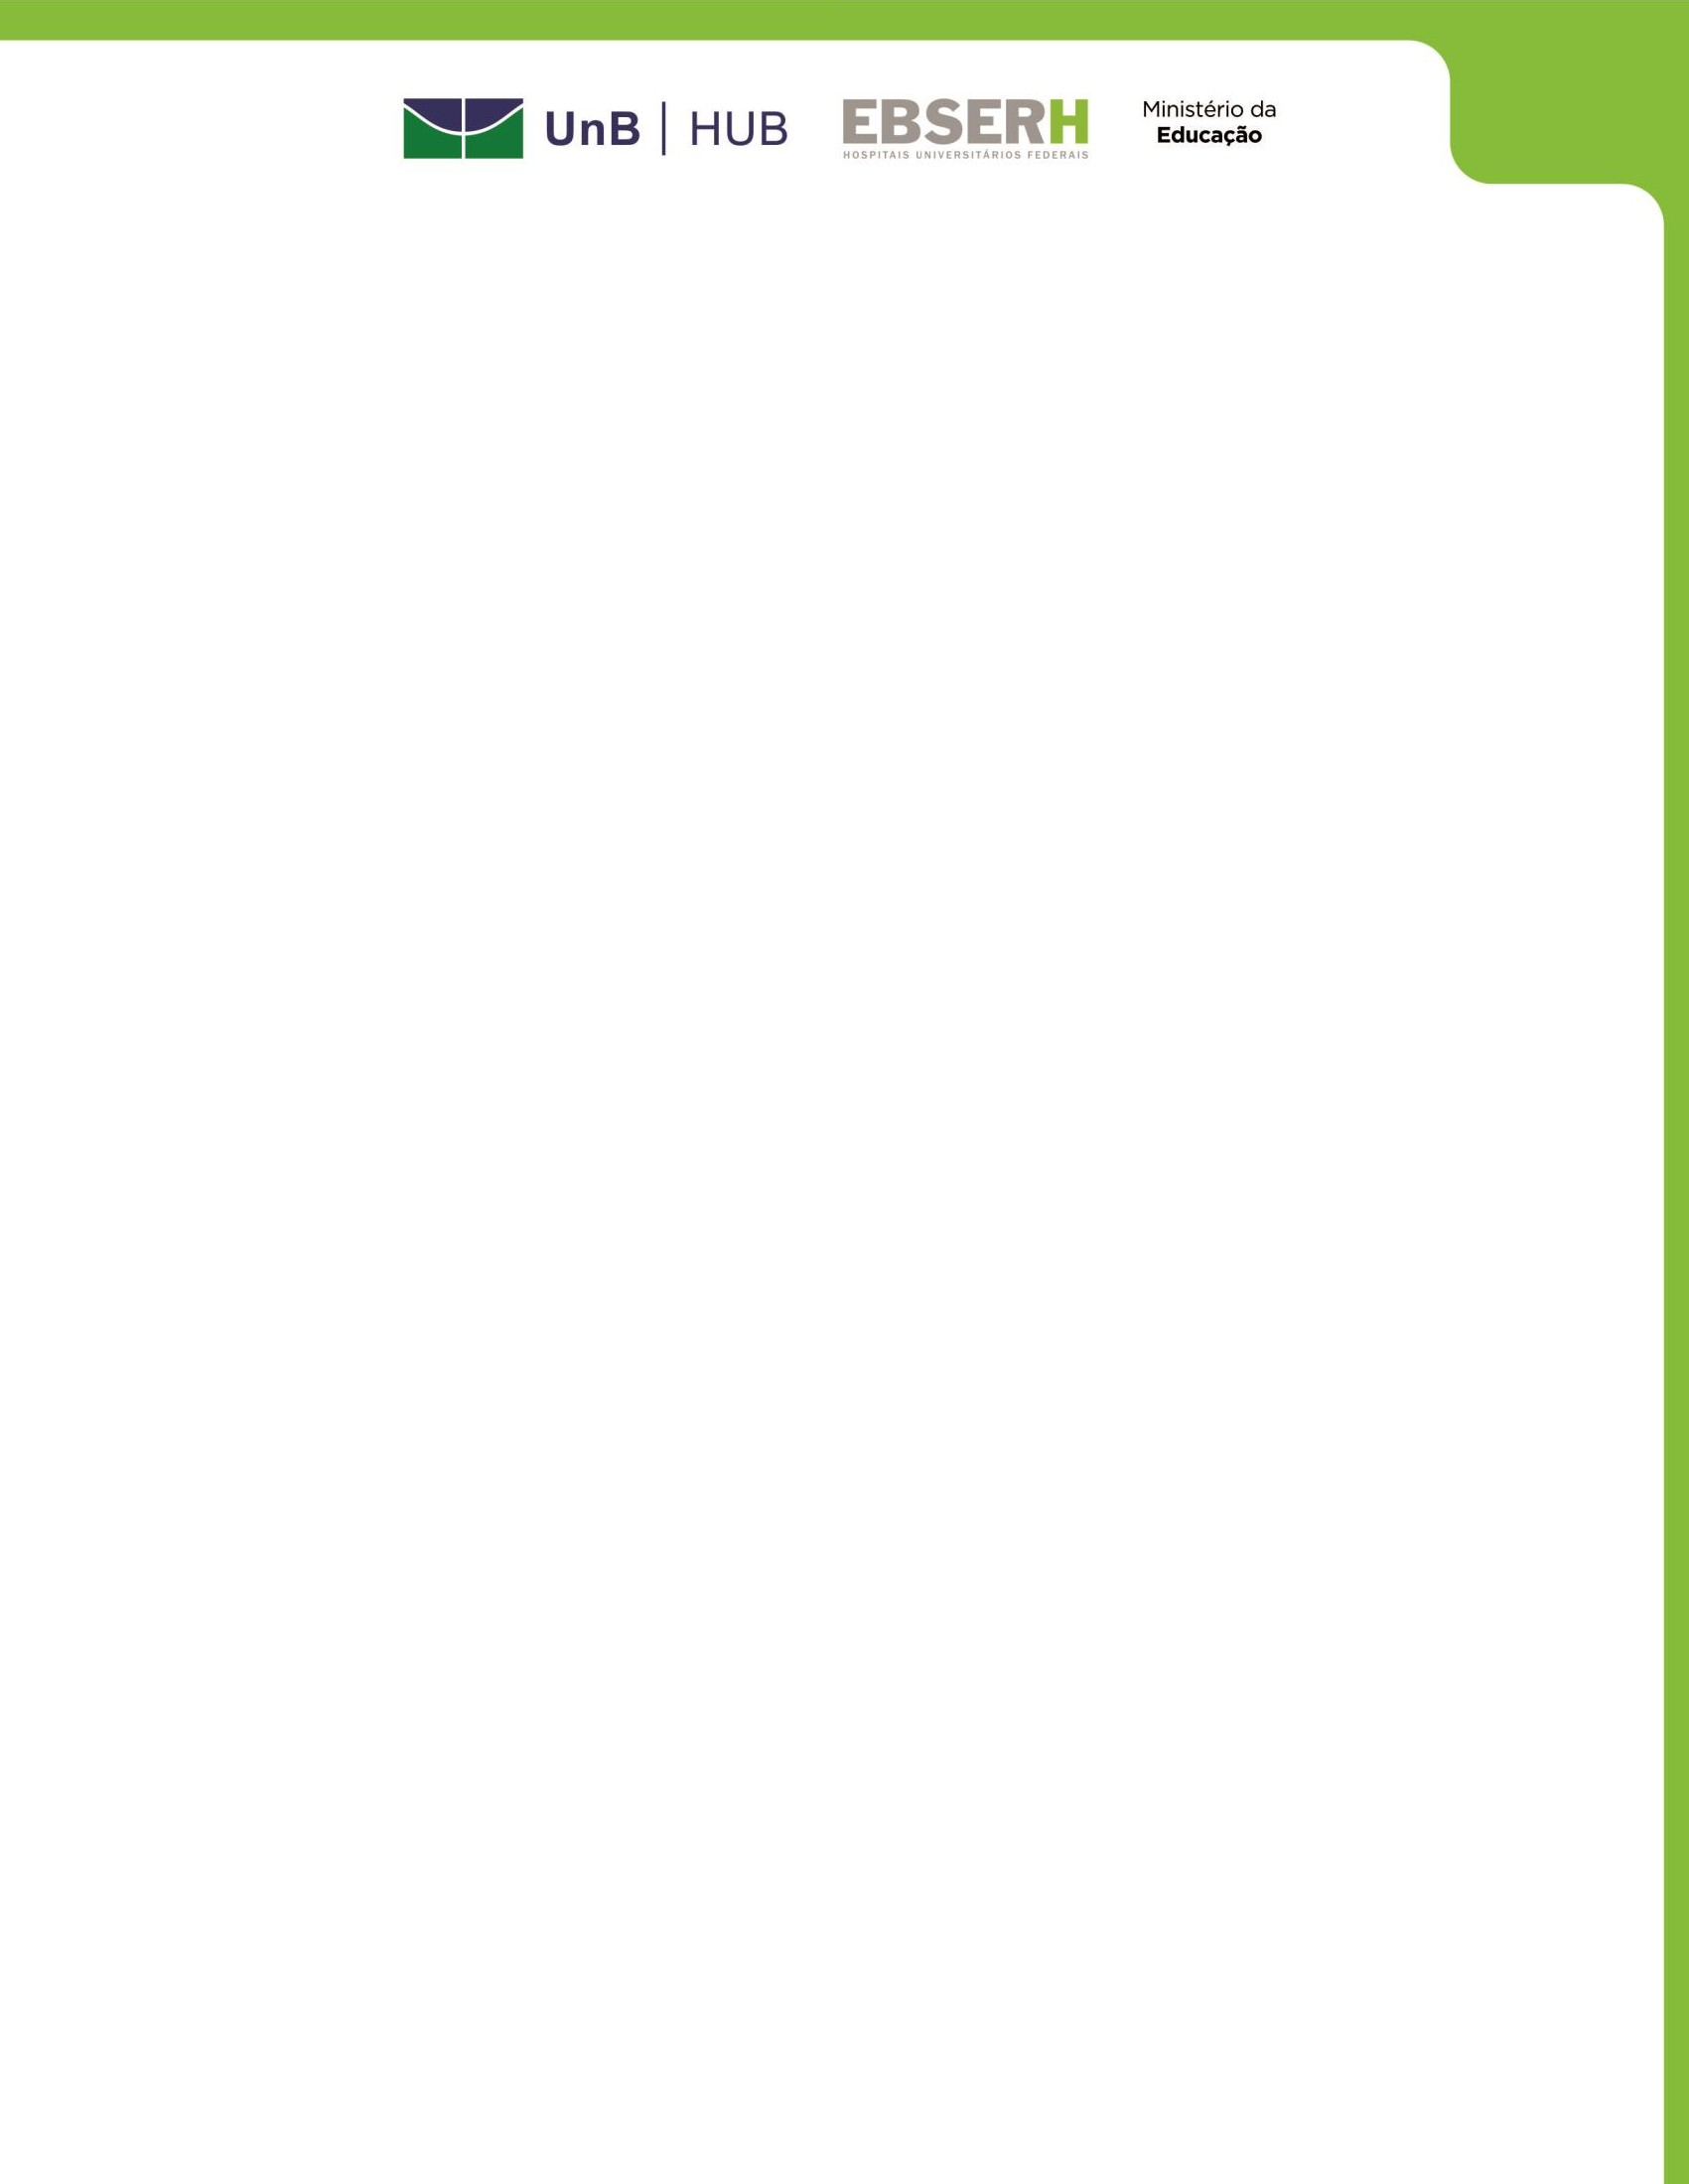 UnB | HUB
EBSERH
HOSPITAIS UNIVERSITÁRIOS FEDERAIS
Ministério da
Educação